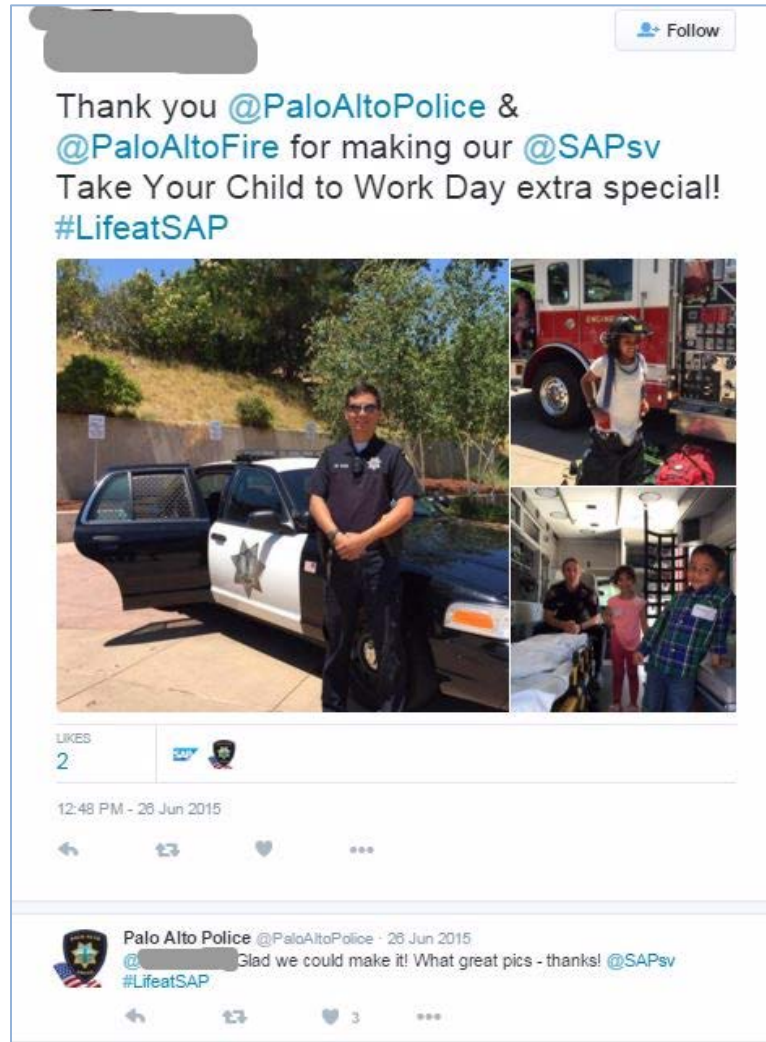 Follow
Thank you @PaloAltoPolice &
@PaloAltoFire for making our @SAPsv
Take Your Child to Work Day extra special!
#LifeatSAP
ENGINE
LIKES
2
SAP
12:48 PM - 26 Jun 2015
Palo Alto Police @PaloAltoPolice · 26 Jun 2015
@ Glad we could make it! What great pics - thanks! @SAPsv
#LifeatSAP
3